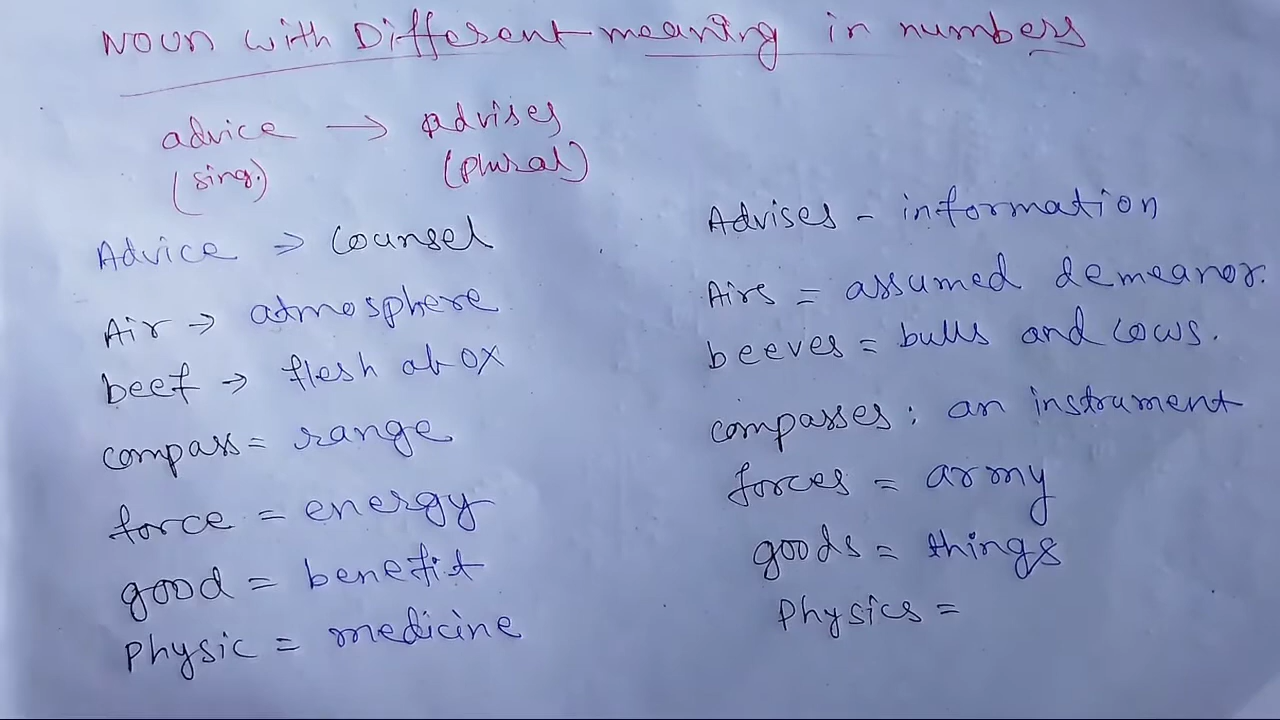 Noun with Different meaning in numbers
advice → advises
(sing.) (plural)
Advice ⇒ Counsel
Air → atmosphere
beef → flesh of ox
compass = range
force = energy
good = benefit
Physic = medicine
Advises - information
Airs = assumed demeanor.
beeves = bulls and cows.
compasses: an instrument
forces = army
goods = things
Physics =